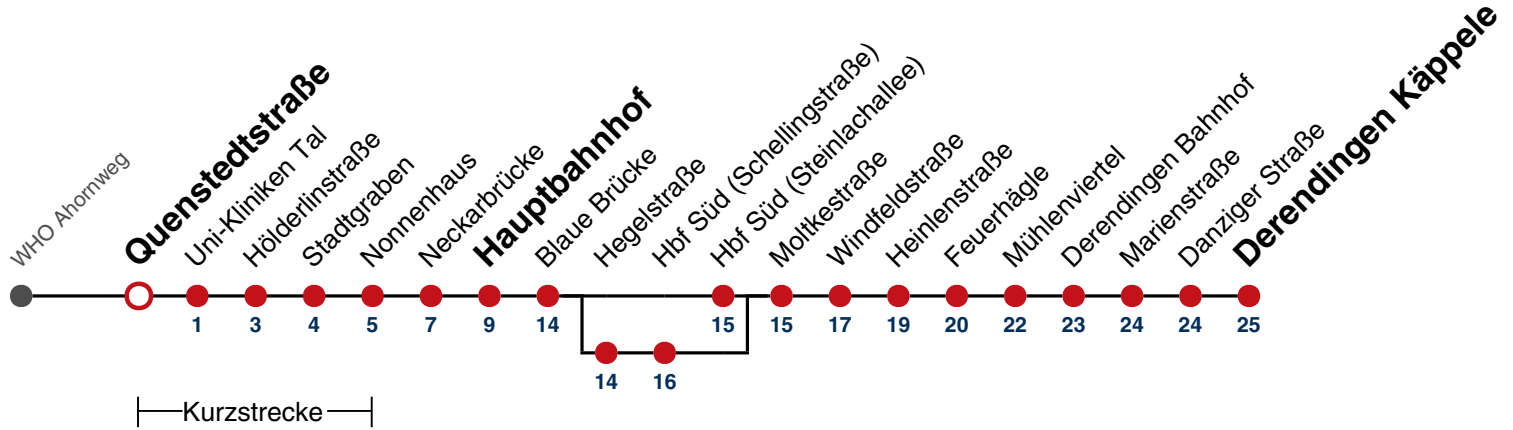 WHO Ahornweg
Quenstedtstraße
Uni-Kliniken Tal
Hölderlinstraße
Stadtgraben
Nonnenhaus
Neckarbrücke
Hauptbahnhof
Blaue Brücke
Hegelstraße
Hbf Süd (Schellingstraße)
Hbf Süd (Steinlachallee)
Moltkestraße
Windfeldstraße
Heinlenstraße
Feuerhägle
Mühlenviertel
Derendingen Bahnhof
Marienstraße
Danziger Straße
Derendingen Käppele
1 3 4 5 7 9 14 15 15 17 19 20 22 23 24 24 25
14 16
Kurzstrecke